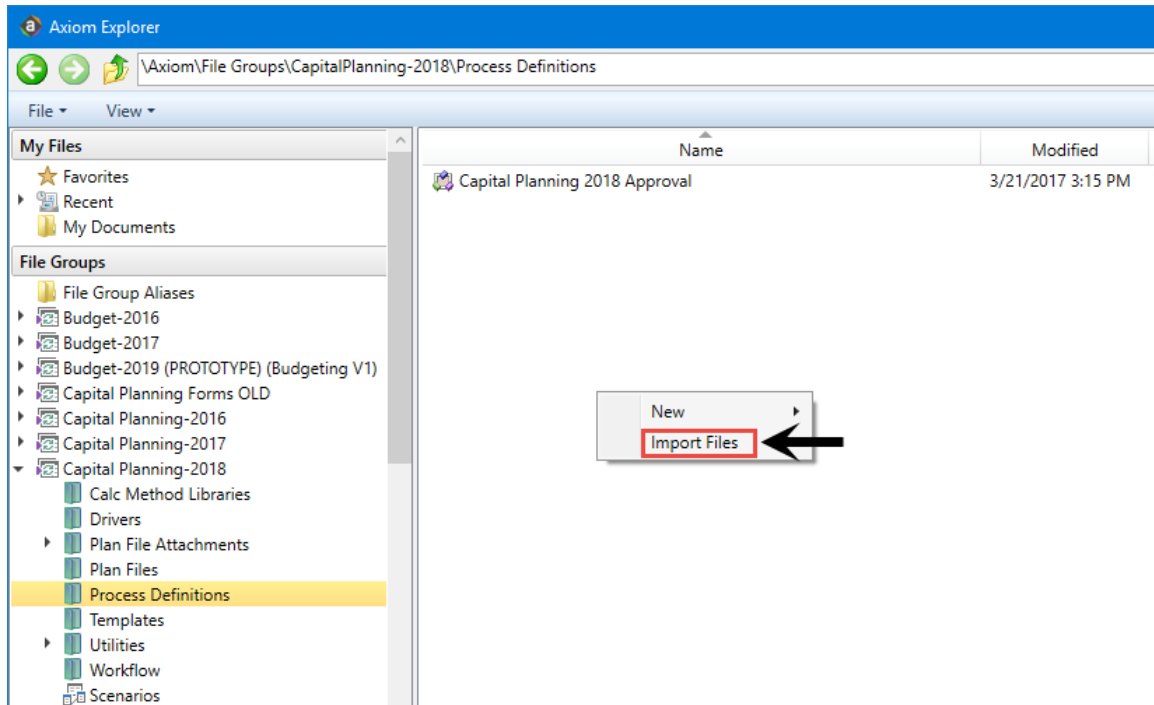 Axiom Explorer
\Axiom\File Groups\CapitalPlanning-2018\Process Definitions
File View
My Files
Favorites
Recent
My Documents
File Groups
File Group Aliases
Budget-2016
Budget-2017
Budget-2019 (PROTOTYPE) (Budgeting V1)
Capital Planning Forms OLD
Capital Planning-2016
Capital Planning-2017
Capital Planning-2018
Calc Method Libraries
Drivers
Plan File Attachments
Plan Files
Process Definitions
Templates
Utilities
Workflow
Scenarios
Name Modified
Capital Planning 2018 Approval 3/21/2017 3:15 PM
New
Import Files